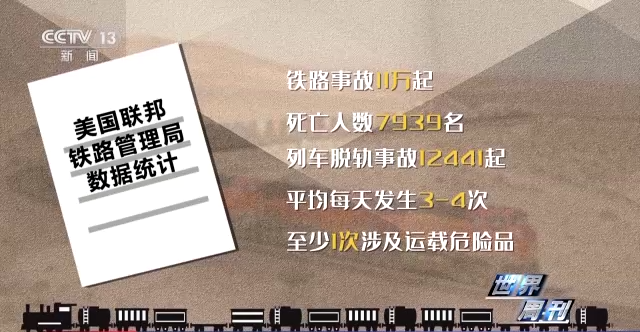 CCTV 13
新闻
美国联邦
铁路管理局
数据统计
铁路事故11万起
死亡人数7939名
列车脱轨事故12441起
平均每天发生3-4次
至少1次涉及运载危险品
世界
周刊